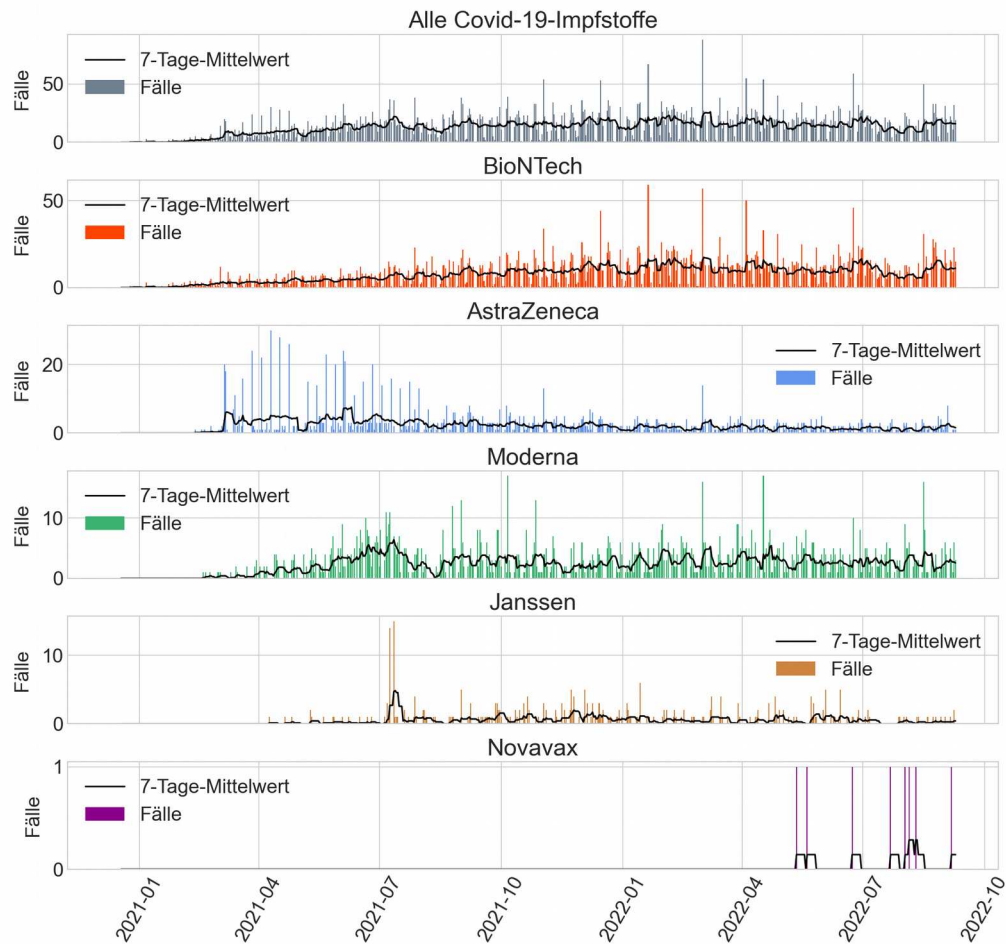 Alle Covid-19-Impfstoffe
Fälle
50
0
7-Tage-Mittelwert
Fälle
BioNTech
Fälle
50
0
7-Tage-Mittelwert
Fälle
AstraZeneca
Fälle
20
0
7-Tage-Mittelwert
Fälle
Moderna
Fälle
10
0
7-Tage-Mittelwert
Fälle
Janssen
Fälle
10
0
7-Tage-Mittelwert
Fälle
Novavax
Fälle
1
0
7-Tage-Mittelwert
Fälle
2021-01
2021-04
2021-07
2021-10
2022-01
2022-04
2022-07
2022-10